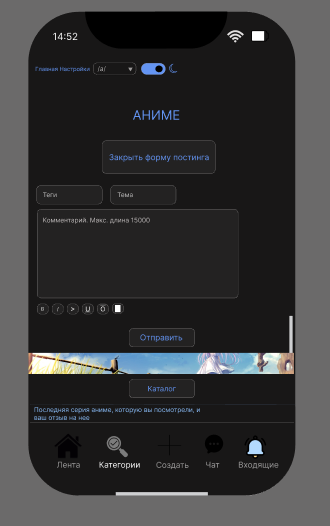 14:52
Главная Настройки /a/
АНИМЕ
Закрыть форму постинга
Теги Тема
Комментарий. Макс. длина 15000
B I > U O
Отправить
Каталог
Последняя серия аниме, которую вы посмотрели, и
ваш отзыв на нее
Лента Категории Создать Чат Входящие